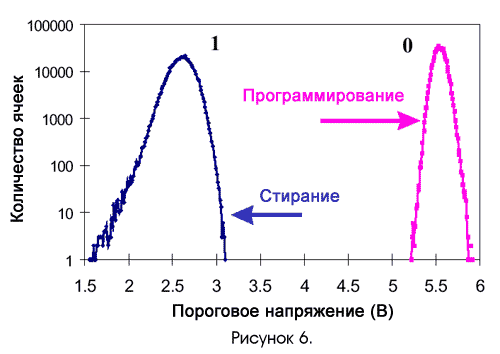 100000
10000
1000
100
10
1
Количество ячеек
1
0
Программирование
Стирание
1.5 2 2.5 3 3.5 4 4.5 5 5.5 6
Пороговое напряжение (В)
Рисунок 6.